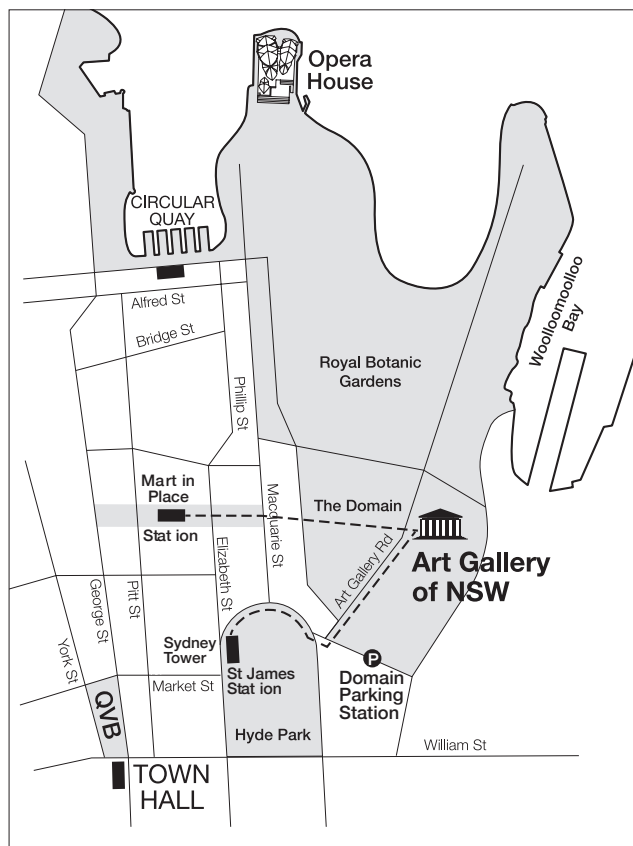 Opera
House
CIRCULAR
QUAY
Alfred St
Bridge St
Woolloomoolloo
Bay
Royal Botanic
Gardens
Phillip St
Mart in
Place
Stat ion
The Domain
Macquarie St
Art Gallery
of NSW
Art Gallery Rd
Elizabeth St
Pitt St
George St
York St
Sydney
Tower
St James
Stat ion
Market St
P
Domain
Parking
Station
QVB
Hyde Park
William St
TOWN
HALL